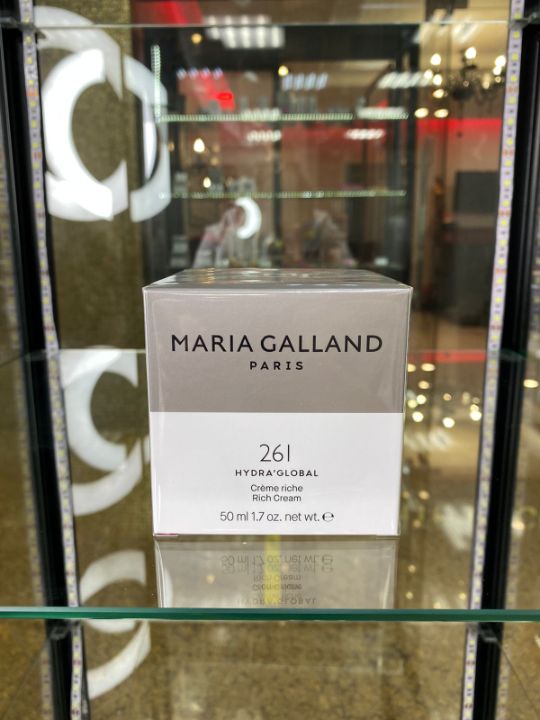 MARIA GALLAND
PARIS
261
HYDRA'GLOBAL
Crème riche
Rich Cream
50 ml 1.7 oz. net wt. ℮